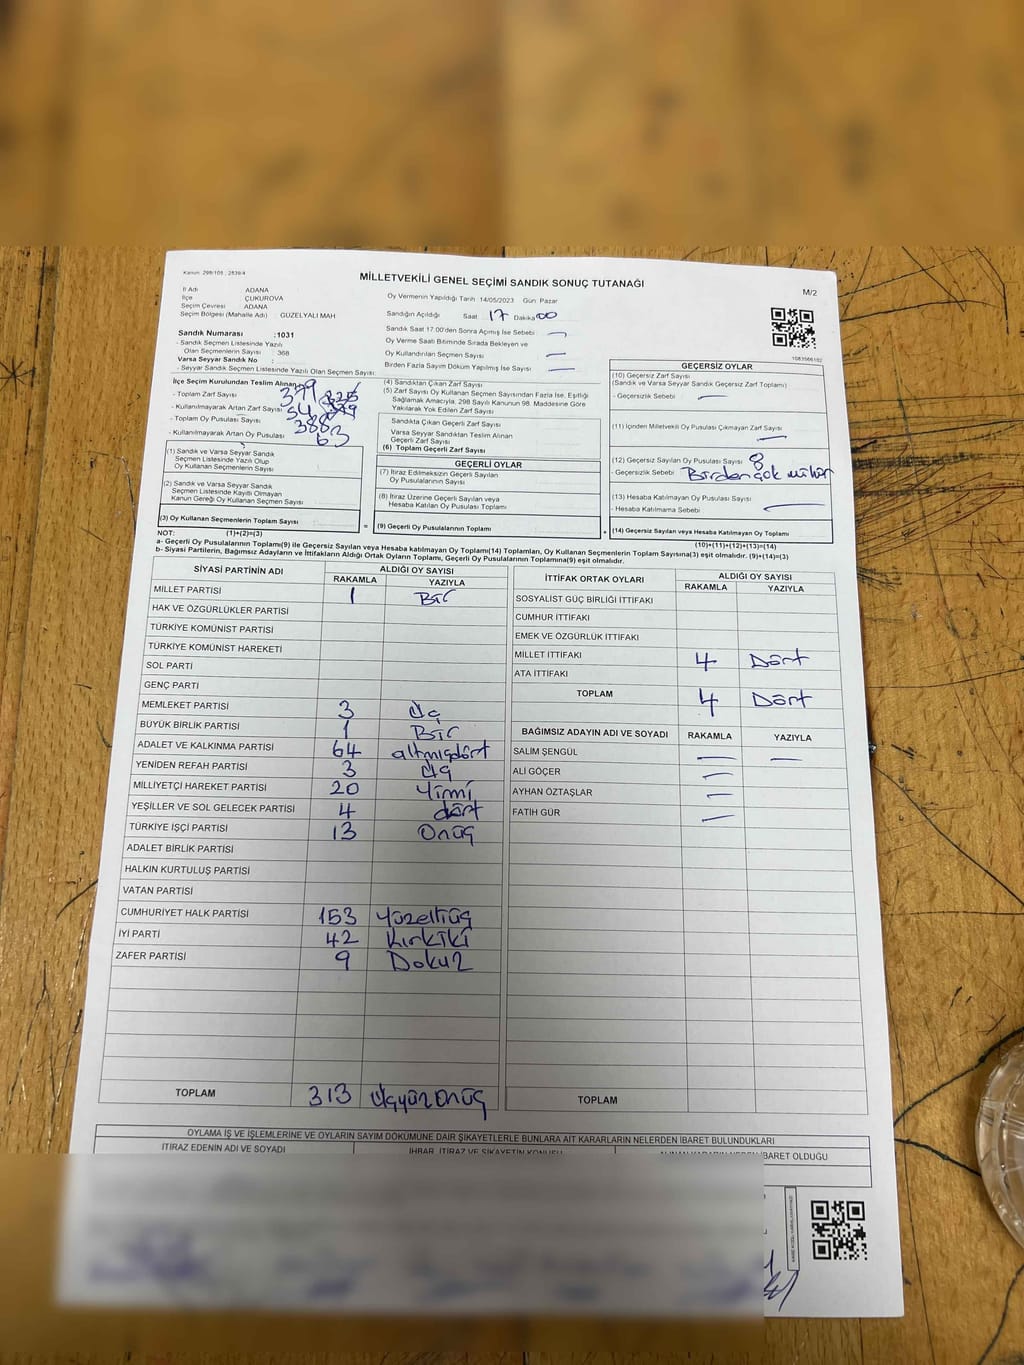 Kanun: 298/105 ; 2839/4
MİLLETVEKİLİ GENEL SEÇİMİ SANDIK SONUÇ TUTANAĞI
M/2
İl Adı ADANA
İlçe ÇUKUROVA
Seçim Çevresi ADANA
Seçim Bölgesi (Mahalle Adı) : GÜZELYALI MAH
Oy Vermenin Yapıldığı Tarih :14/05/2023 Gün: Pazar
Sandığın Açıldığı Saat 17 Dakika 00
Sandık Saat 17:00'den Sonra Açılmış İse Sebebi
Oy Verme Saati Bitiminde Sırada Bekleyen ve
Oy Kullandırılan Seçmen Sayısı
Birden Fazla Sayım Döküm Yapılmış İse Sayısı
Sandık Numarası :1031
- Sandık Seçmen Listesinde Yazılı
Olan Seçmenlerin Sayısı : 368
Varsa Seyyar Sandık No :
- Seyyar Sandık Seçmen Listesinde Yazılı Olan Seçmen Sayısı:
İlçe Seçim Kurulundan Teslim Alınan
- Toplam Zarf Sayısı 379
- Kullanılmayarak Artan Zarf Sayısı 54
- Toplam Oy Pusulası Sayısı 388
- Kullanılmayarak Artan Oy Pusulası 63
(1) Sandık ve Varsa Seyyar Sandık
Seçmen Listesinde Yazılı Olup
Oy Kullanan Seçmenlerin Sayısı
(2) Sandık ve Varsa Seyyar Sandık
Seçmen Listesinde Kayıtlı Olmayan
Kanun Gereği Oy Kullanan Seçmen Sayısı
(3) Oy Kullanan Seçmenlerin Toplam Sayısı
(1)+(2)=(3)
(4) Sandıktan Çıkan Zarf Sayısı
(5) Zarf Sayısı Oy Kullanan Seçmen Sayısından Fazla İse, Eşitliği
Sağlamak Amacıyla, 298 Sayılı Kanunun 98. Maddesine Göre
Yakılarak Yok Edilen Zarf Sayısı
Sandıkta Çıkan Geçerli Zarf Sayısı
Varsa Seyyar Sandıktan Teslim Alınan
Geçerli Zarf Sayısı
(6) Toplam Geçerli Zarf Sayısı
GEÇERLİ OYLAR
(7) İtiraz Edilmeksizin Geçerli Sayılan
Oy Pusulalarının Sayısı
(8) İtiraz Üzerine Geçerli Sayılan veya
Hesaba Katılan Oy Pusulası Toplamı
= (9) Geçerli Oy Pusulalarının Toplamı
GEÇERSİZ OYLAR
(10) Geçersiz Zarf Sayısı
(Sandık ve Varsa Seyyar Sandık Geçersiz Zarf Toplamı)
- Geçersizlik Sebebi
(11) İçinden Milletvekili Oy Pusulası Çıkmayan Zarf Sayısı
(12) Geçersiz Sayılan Oy Pusulası Sayısı 8
- Geçersizlik Sebebi Birden çok mühür
(13) Hesaba Katılmayan Oy Pusulası Sayısı
- Hesaba Katılmama Sebebi
+ (14) Geçersiz Sayılan veya Hesaba Katılmayan Oy Toplamı
(10)+(11)+(12)+(13)=(14)
NOT:
a- Geçerli Oy Pusulalarının Toplamı(9) ile Geçersiz Sayılan veya Hesaba katılmayan Oy Toplamı(14) Toplamları, Oy Kullanan Seçmenlerin Toplam Sayısına(3) eşit olmalıdır. (9)+(14)=(3)
b- Siyasi Partilerin, Bağımsız Adayların ve İttifakların Aldığı Ortak Oyların Toplamı, Geçerli Oy Pusulalarının Toplamına(9) eşit olmalıdır.
SİYASİ PARTİNİN ADI ALDIĞI OY SAYISI
RAKAMLA YAZIYLA
MİLLET PARTİSİ 1 Bir
HAK VE ÖZGÜRLÜKLER PARTİSİ
TÜRKİYE KOMÜNİST PARTİSİ
TÜRKİYE KOMÜNİST HAREKETİ
SOL PARTİ
GENÇ PARTİ
MEMLEKET PARTİSİ 3 Üç
BÜYÜK BİRLİK PARTİSİ 1 Bir
ADALET VE KALKINMA PARTİSİ 64 altmışdört
YENİDEN REFAH PARTİSİ 3 Üç
MİLLİYETÇİ HAREKET PARTİSİ 20 Yirmi
YEŞİLLER VE SOL GELECEK PARTİSİ 4 dört
TÜRKİYE İŞÇİ PARTİSİ 13 Onüç
ADALET BİRLİK PARTİSİ
HALKIN KURTULUŞ PARTİSİ
VATAN PARTİSİ
CUMHURİYET HALK PARTİSİ 153 Yüzelliüç
İYİ PARTİ 42 Kırkiki
ZAFER PARTİSİ 9 Dokuz
TOPLAM 313 Üçyüzonüç
İTTİFAK ORTAK OYLARI ALDIĞI OY SAYISI
RAKAMLA YAZIYLA
SOSYALİST GÜÇ BİRLİĞİ İTTİFAKI
CUMHUR İTTİFAKI
EMEK VE ÖZGÜRLÜK İTTİFAKI
MİLLET İTTİFAKI 4 Dört
ATA İTTİFAKI
TOPLAM 4 Dört
BAĞIMSIZ ADAYIN ADI VE SOYADI RAKAMLA YAZIYLA
SALİM ŞENGÜL
ALİ GÖÇER
AYHAN ÖZTAŞLAR
FATİH GÜR
TOPLAM
OYLAMA İŞ VE İŞLEMLERİNE VE OYLARIN SAYIM DÖKÜMÜNE DAİR ŞİKAYETLERLE BUNLARA AİT KARARLARIN NELERDEN İBARET BULUNDUKLARI
İTİRAZ EDENİN ADI VE SOYADI İHBAR, İTİRAZ VE ŞİKAYETİN KONUSU İBARET OLDUĞU